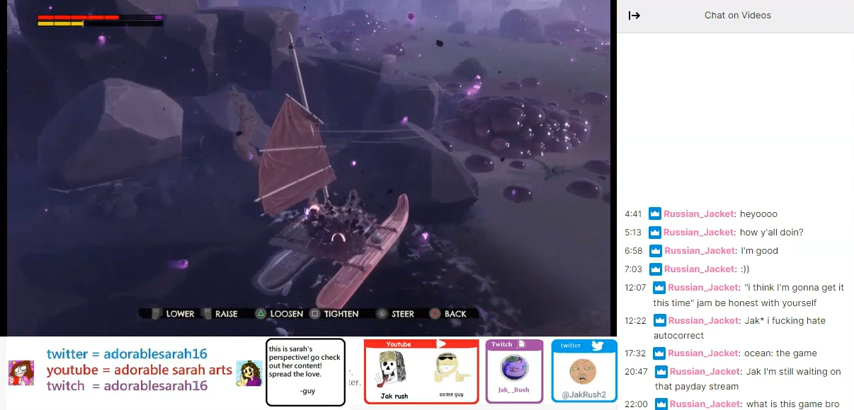 Chat on Videos
LOWER RAISE LOOSEN TIGHTEN STEER BACK
4:41 Russian_Jacket: heyoooo
5:13 Russian_Jacket: how y'all doin?
6:58 Russian_Jacket: I'm good
7:03 Russian_Jacket: :))
12:07 Russian_Jacket: "i think I'm gonna get it
this time" jam be honest with yourself
12:22 Russian_Jacket: Jak* i fucking hate
autocorrect
17:32 Russian_Jacket: ocean: the game
20:47 Russian_Jacket: Jak I'm still waiting on
that payday stream
22:00 Russian_Jacket: what is this game bro
twitter = adorablesarah16
youtube = adorable sarah arts
twitch = adorablesarah16
this is sarah's
perspective! go check
out her content!
spread the love.
-guy
Youtube
Jak rush
some guy
Twitch
Jak_Rush
twitter
@JakRush2